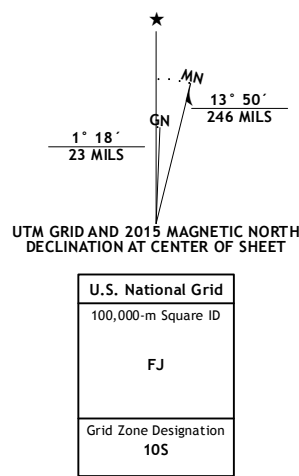 ★
MN
GN
13° 50´
246 MILS
1° 18´
23 MILS
UTM GRID AND 2015 MAGNETIC NORTH
DECLINATION AT CENTER OF SHEET
U.S. National Grid
100,000-m Square ID
FJ
Grid Zone Designation
10S